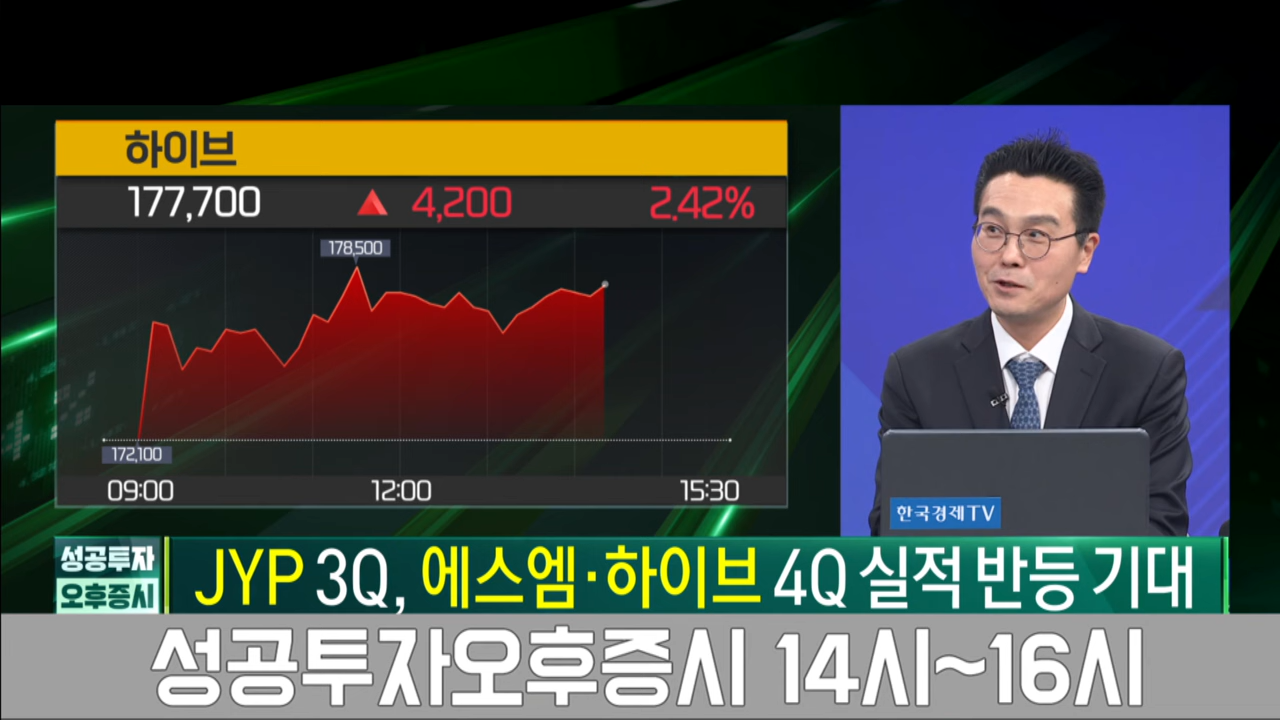 하이브
177,700 ▲ 4,200 2.42%
178,500
172,100
09:00 12:00 15:30
한국경제TV
성공투자
오후증시
JYP 3Q, 에스엠·하이브 4Q 실적 반등 기대
성공투자오후증시 14시~16시